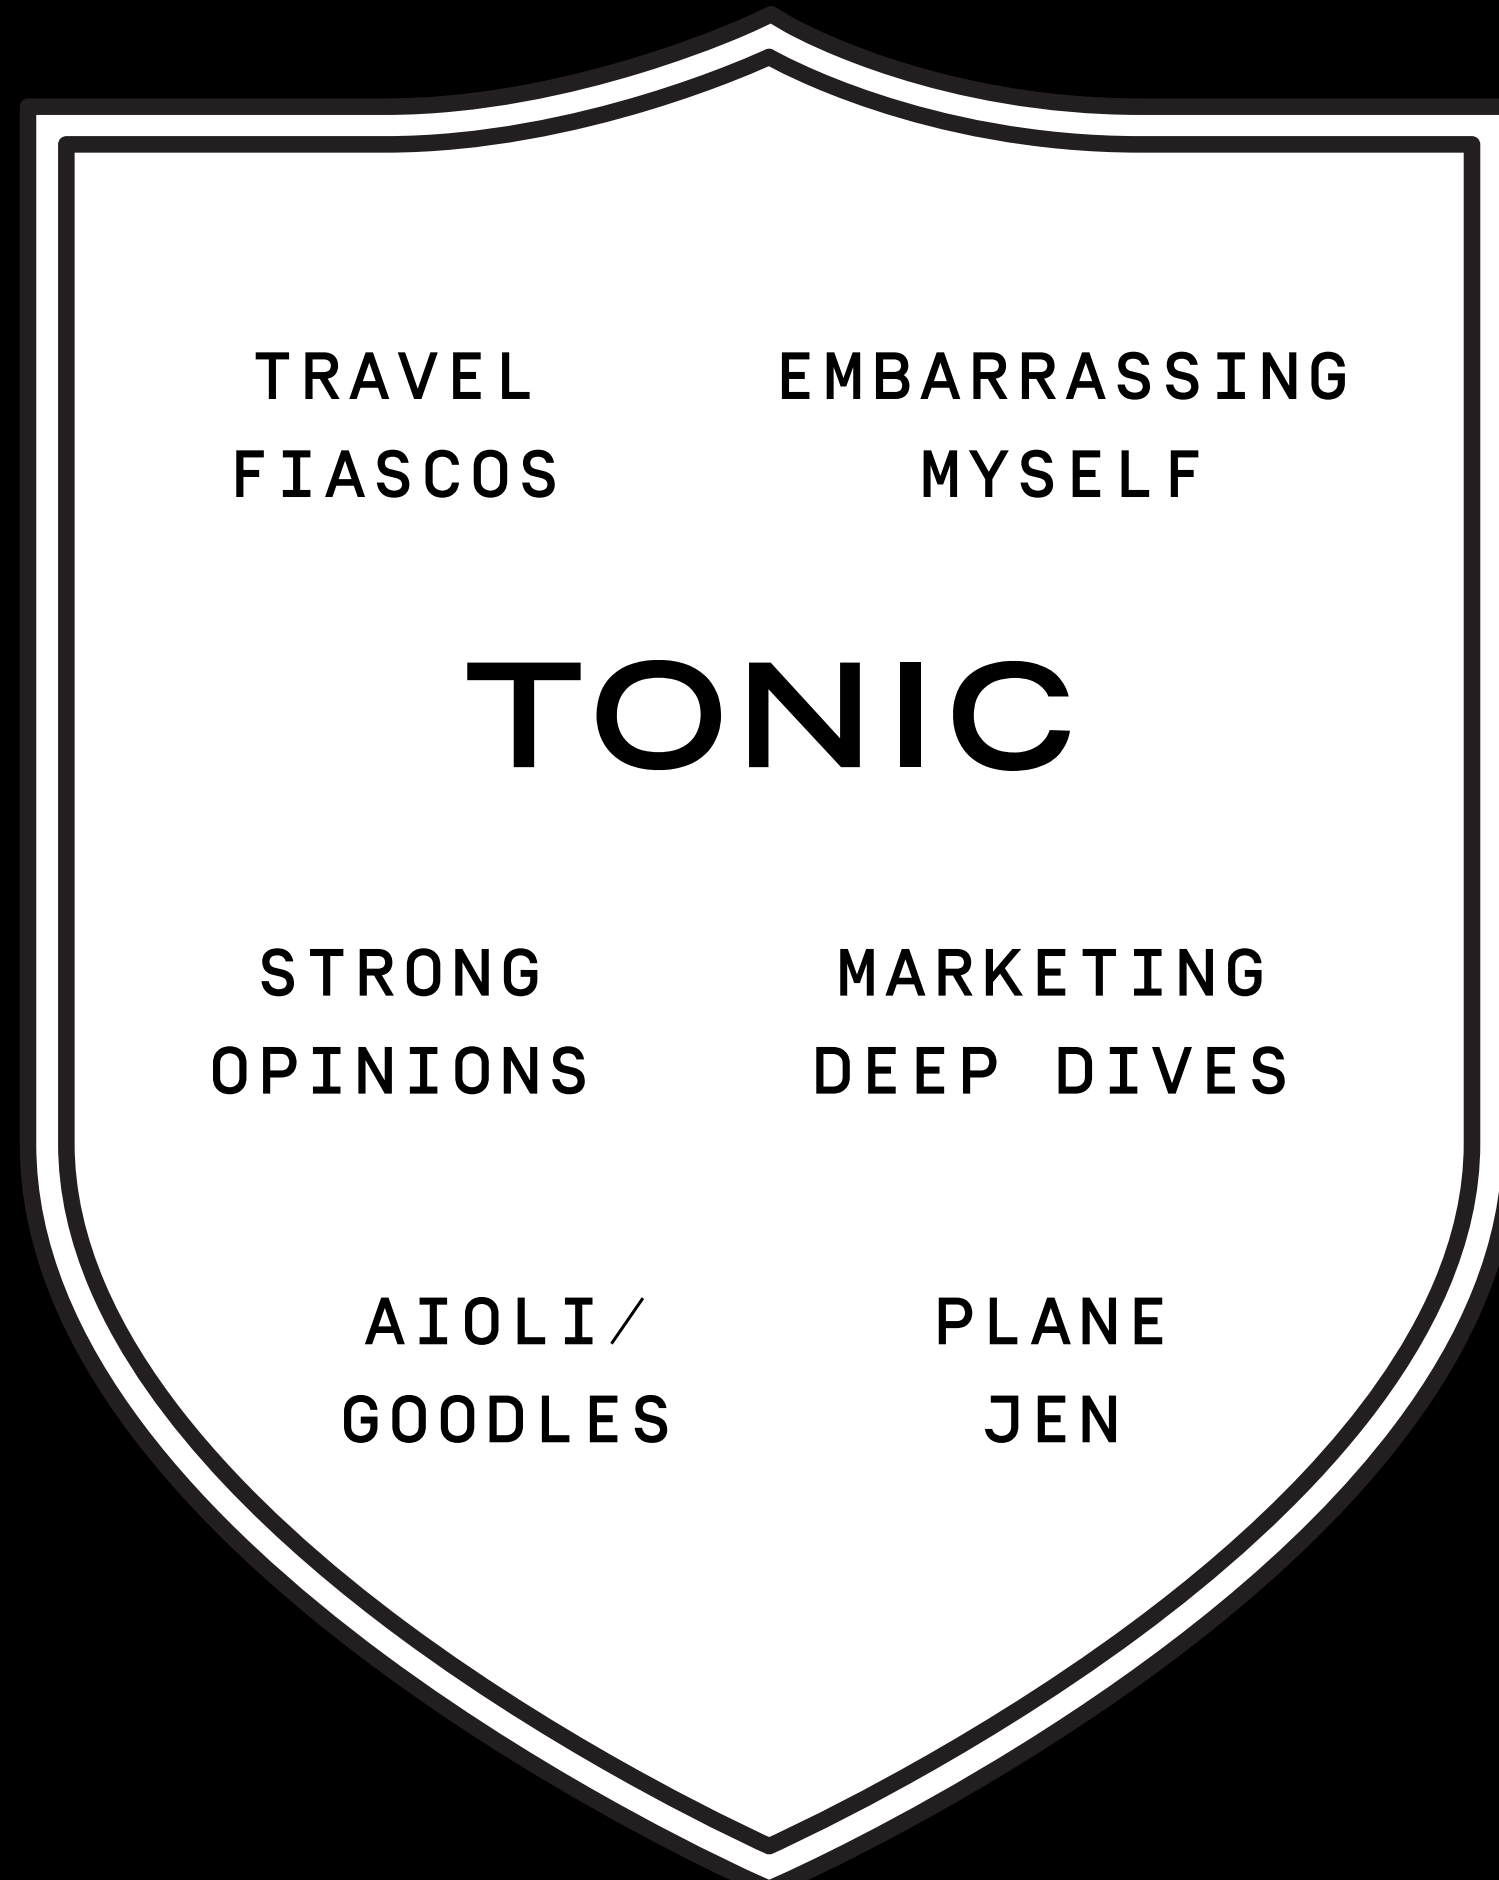 TRAVEL
FIASCOS
EMBARRASSING
MYSELF
TONIC
STRONG
OPINIONS
MARKETING
DEEP DIVES
AIOLI/
GOODLES
PLANE
JEN